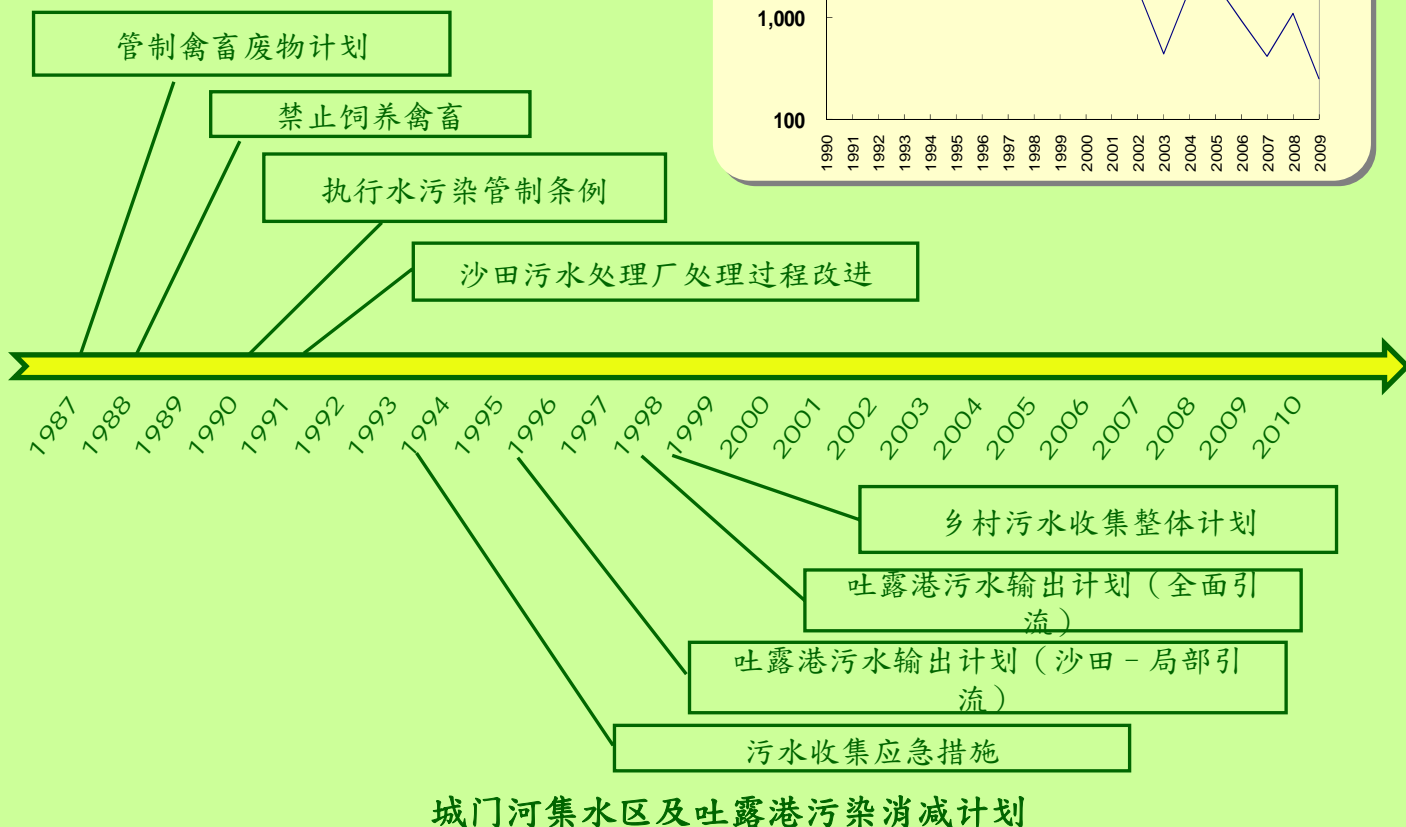 1,000
100
1990 1991 1992 1993 1994 1995 1996 1997 1998 1999 2000 2001 2002 2003 2004 2005 2006 2007 2008 2009
管制禽畜废物计划
禁止饲养禽畜
执行水污染管制条例
沙田污水处理厂处理过程改进
1987 1988 1989 1990 1991 1992 1993 1994 1995 1996 1997 1998 1999 2000 2001 2002 2003 2004 2005 2006 2007 2008 2009 2010
乡村污水收集整体计划
吐露港污水输出计划（全面引
流）
吐露港污水输出计划（沙田–局部引
流）
污水收集应急措施
城门河集水区及吐露港污染消减计划